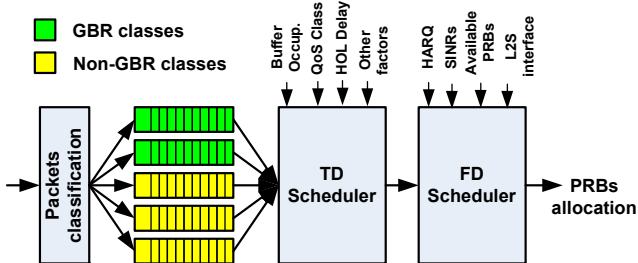 GBR classes
Non-GBR classes
Buffer
Occup.
QoS Class
HOL Delay
Other
factors
HARQ
SINRs
Available
PRBs
L2S
interface
Packets
classification
TD
Scheduler
FD
Scheduler
PRBs
allocation